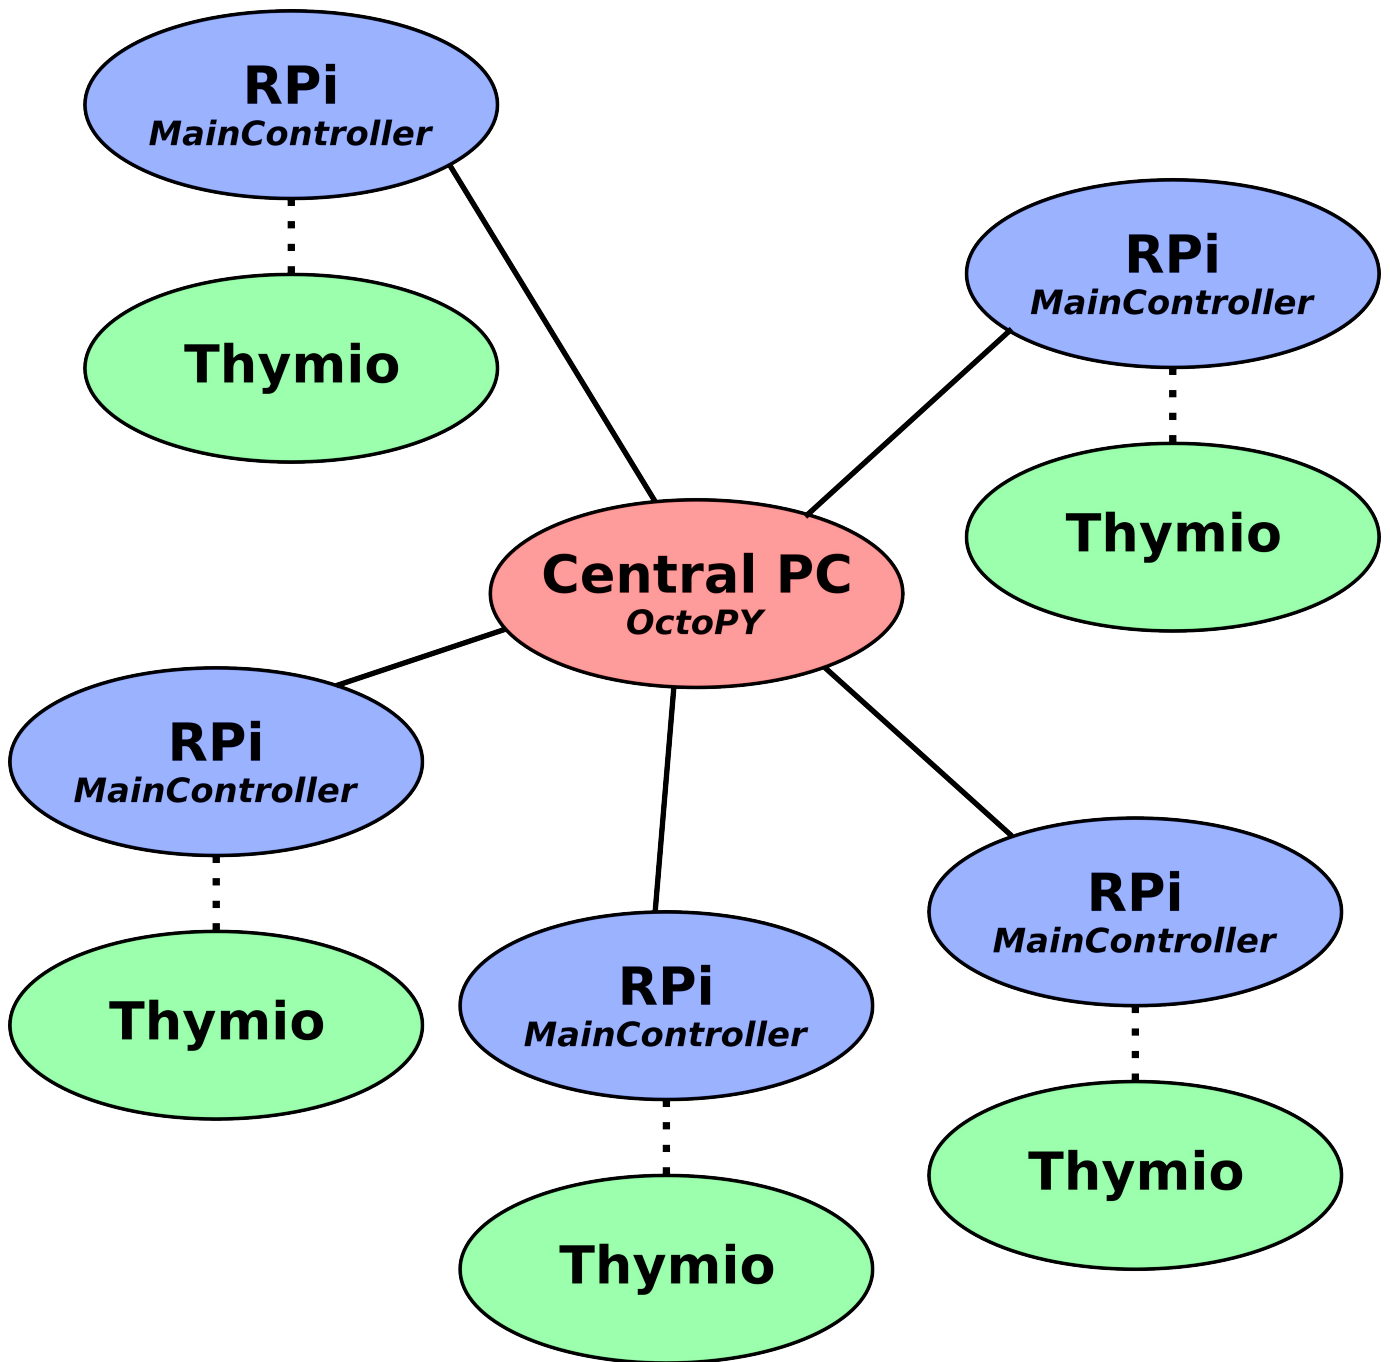 RPi
MainController
Thymio
RPi
MainController
Thymio
Central PC
OctoPY
RPi
MainController
Thymio
RPi
MainController
Thymio
RPi
MainController
Thymio